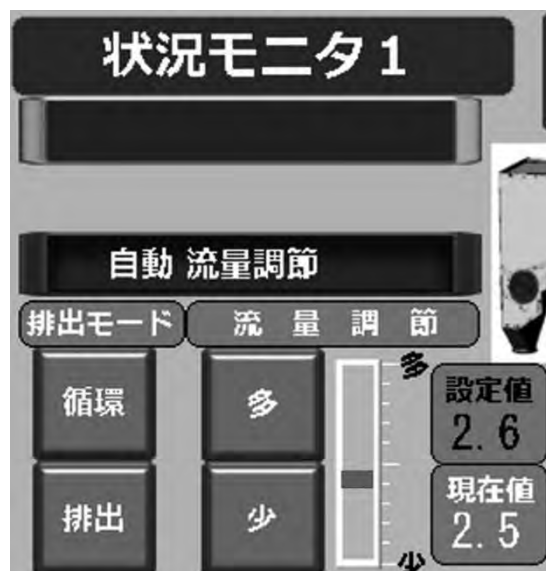 状況モニタ1
自動 流量調節
排出モード 流量調節
多
循環 多 設定値
2.6
排出 少 現在値
2.5
少